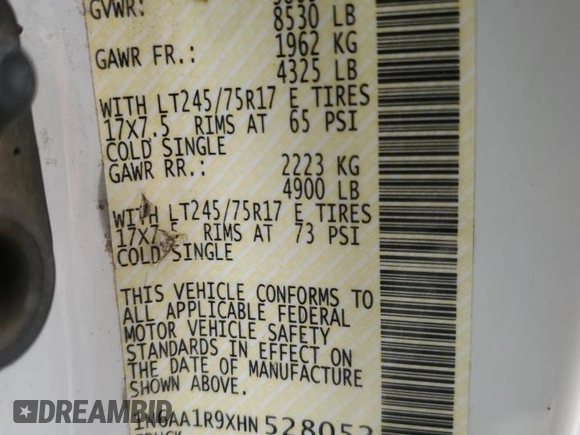 GVWR:
8530 LB
GAWR FR.: 1962 KG
4325 LB
WITH LT245/75R17 E TIRES
17X7.5 RIMS AT 65 PSI
COLD SINGLE
GAWR RR.: 2223 KG
4900 LB
WITH LT245/75R17 E TIRES
17X7.5 RIMS AT 73 PSI
COLD SINGLE
THIS VEHICLE CONFORMS TO
ALL APPLICABLE FEDERAL
MOTOR VEHICLE SAFETY
STANDARDS IN EFFECT ON
THE DATE OF MANUFACTURE
SHOWN ABOVE.
1N6AA1R9XHN528052
DREAMBID